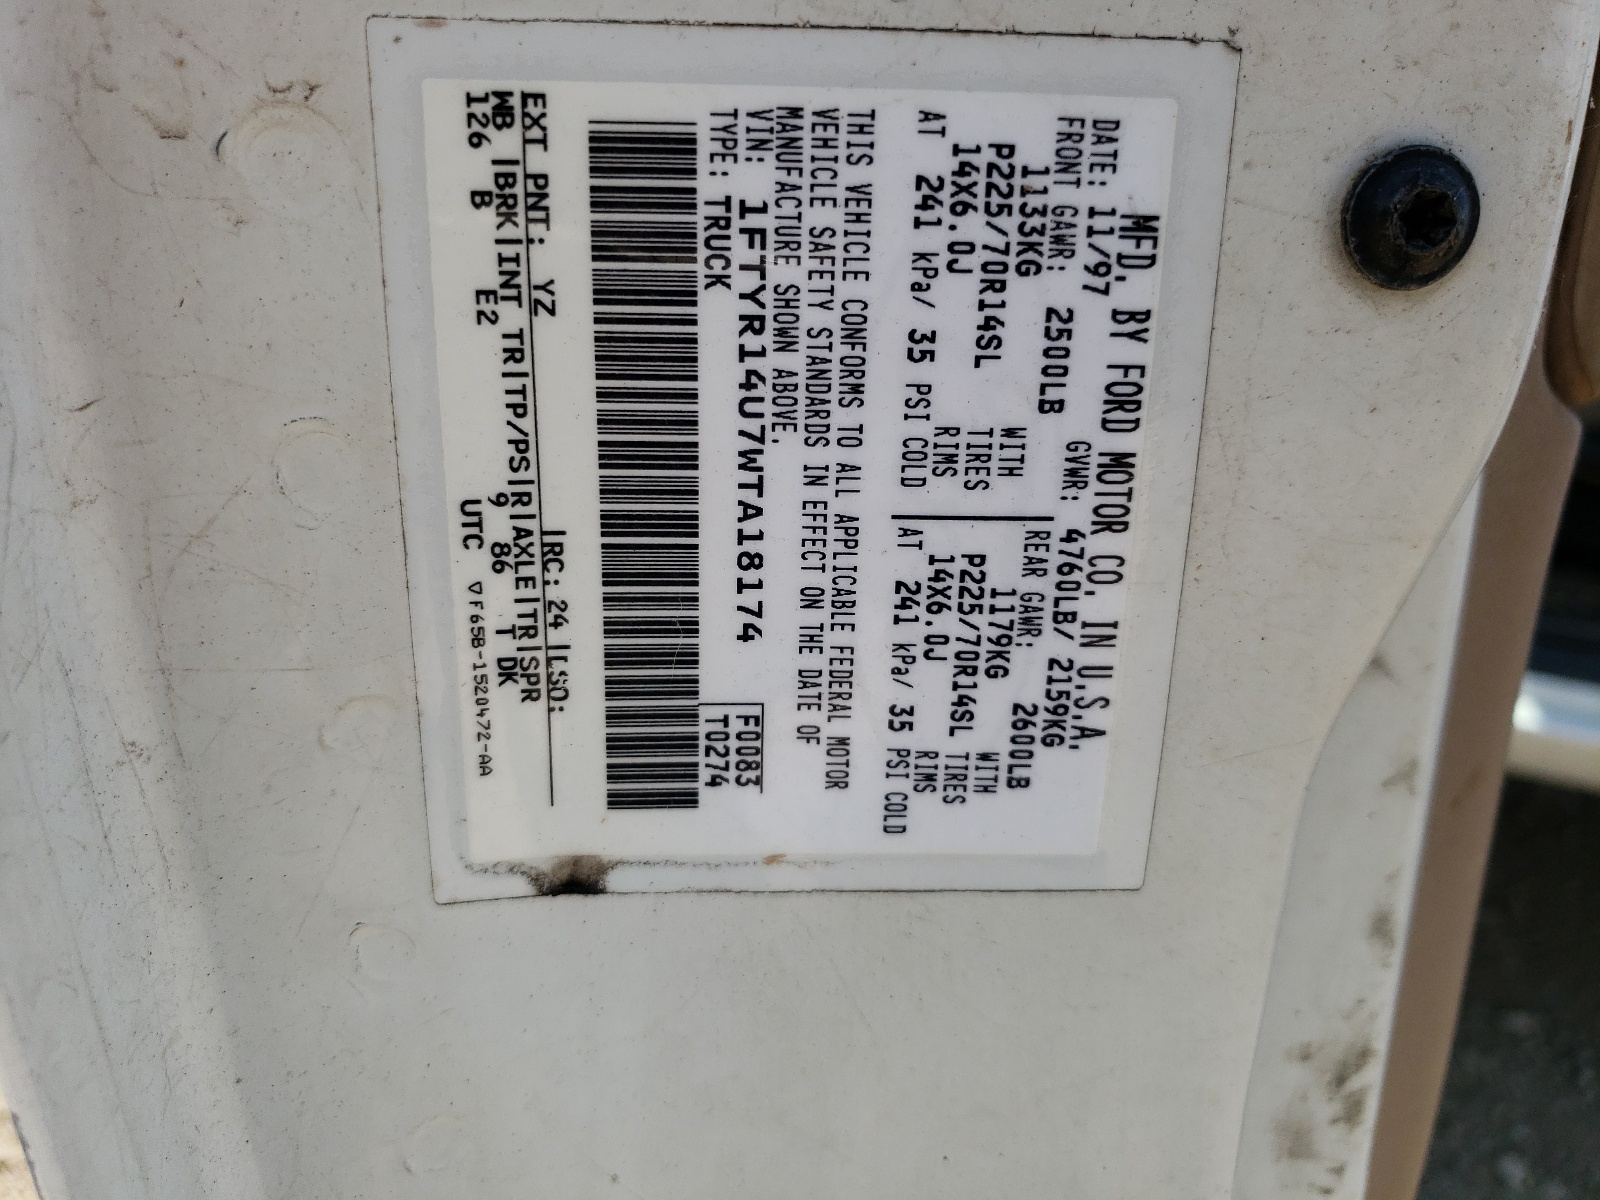 MFD. BY FORD MOTOR CO. IN U.S.A.
DATE: 11/97 GVWR: 4760LB/ 2159KG
FRONT GAWR: 2500LB REAR GAWR: 2600LB
1133KG WITH 1179KG WITH
P225/70R14SL TIRES P225/70R14SL TIRES
14X6.0J RIMS 14X6.0J RIMS
AT 241 kPa/ 35 PSI COLD AT 241 kPa/ 35 PSI COLD
THIS VEHICLE CONFORMS TO ALL APPLICABLE FEDERAL MOTOR
VEHICLE SAFETY STANDARDS IN EFFECT ON THE DATE OF
MANUFACTURE SHOWN ABOVE.
VIN: 1FTYR14U7WTA18174 F0083
TYPE: TRUCK T0274
EXT PNT: YZ |RC: 24 |DSO:
WB |BRK|INT TR|TP/PS|R|AXLE|TR|SPR
126 B E2 9 86 T DK
UTC ▽F65B-1520472-AA